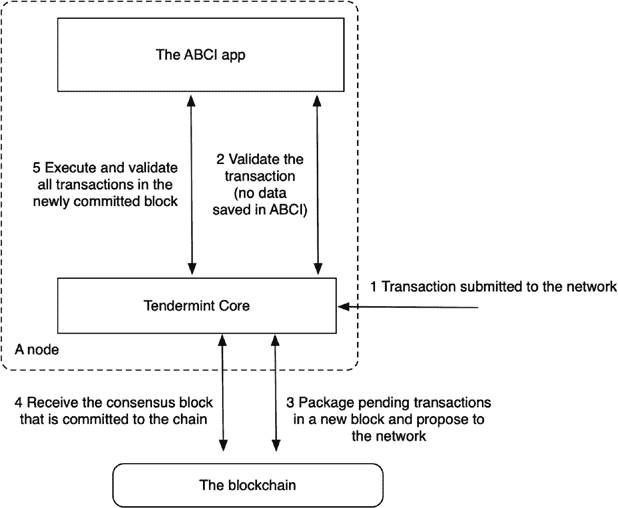 The ABCI app
5 Execute and validate
all transactions in the
newly committed block
2 Validate the
transaction
(no data
saved in ABCI)
1 Transaction submitted to the network
Tendermint Core
A node
4 Receive the consensus block
that is committed to the chain
3 Package pending transactions
in a new block and propose to
the network
The blockchain